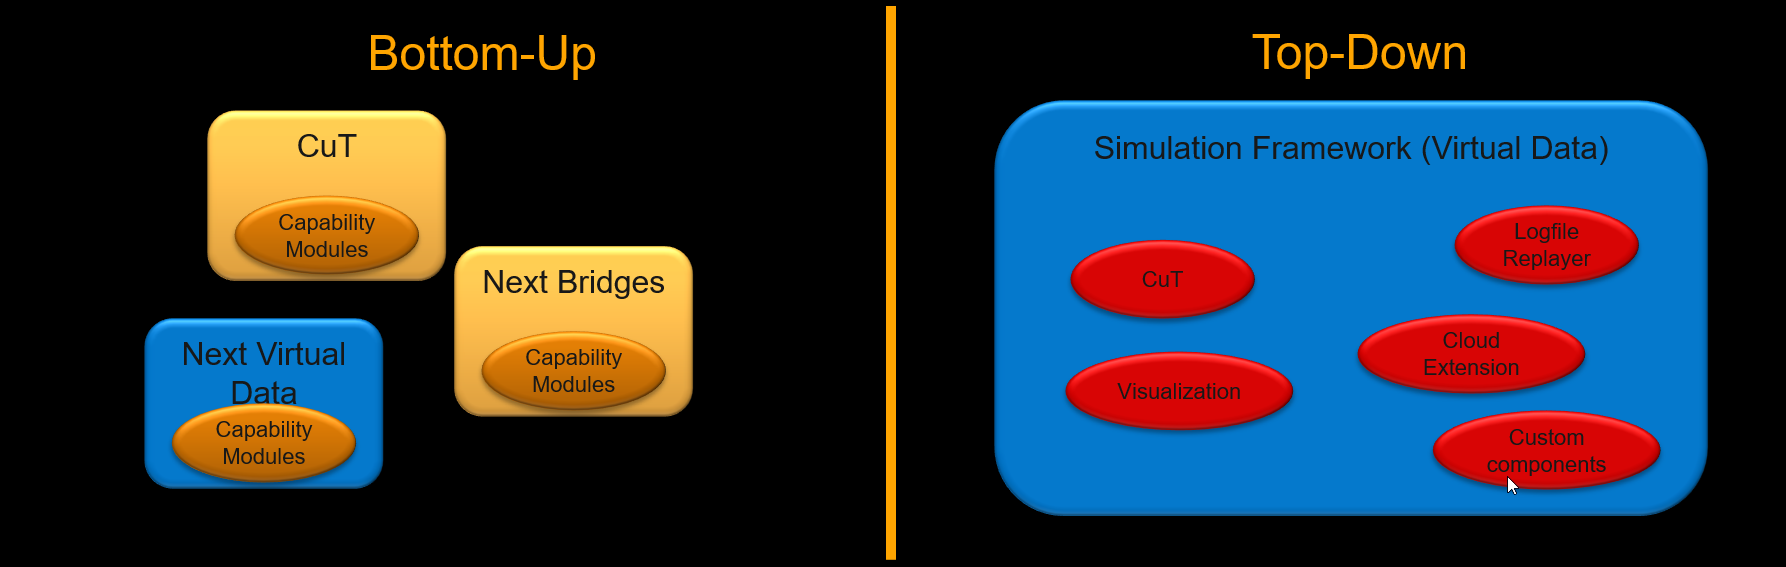 Bottom-Up
CuT
Capability
Modules
Next Bridges
Capability
Modules
Next Virtual
Data
Capability
Modules
Top-Down
Simulation Framework (Virtual Data)
Logfile
Replayer
CuT
Cloud
Extension
Visualization
Custom
components